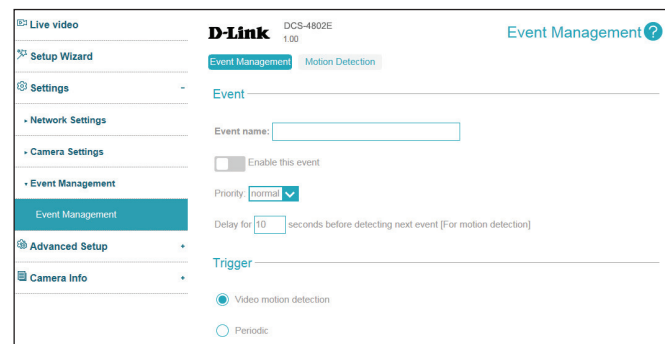 Live video
Setup Wizard
Settings -
Network Settings
Camera Settings
Event Management
Event Management
Advanced Setup +
Camera Info +
D-Link DCS-4802E
1.00
Event Management ?
Event Management Motion Detection
Event
Event name:
Enable this event
Priority: normal
Delay for 10 seconds before detecting next event [For motion detection]
Trigger
Video motion detection
Periodic